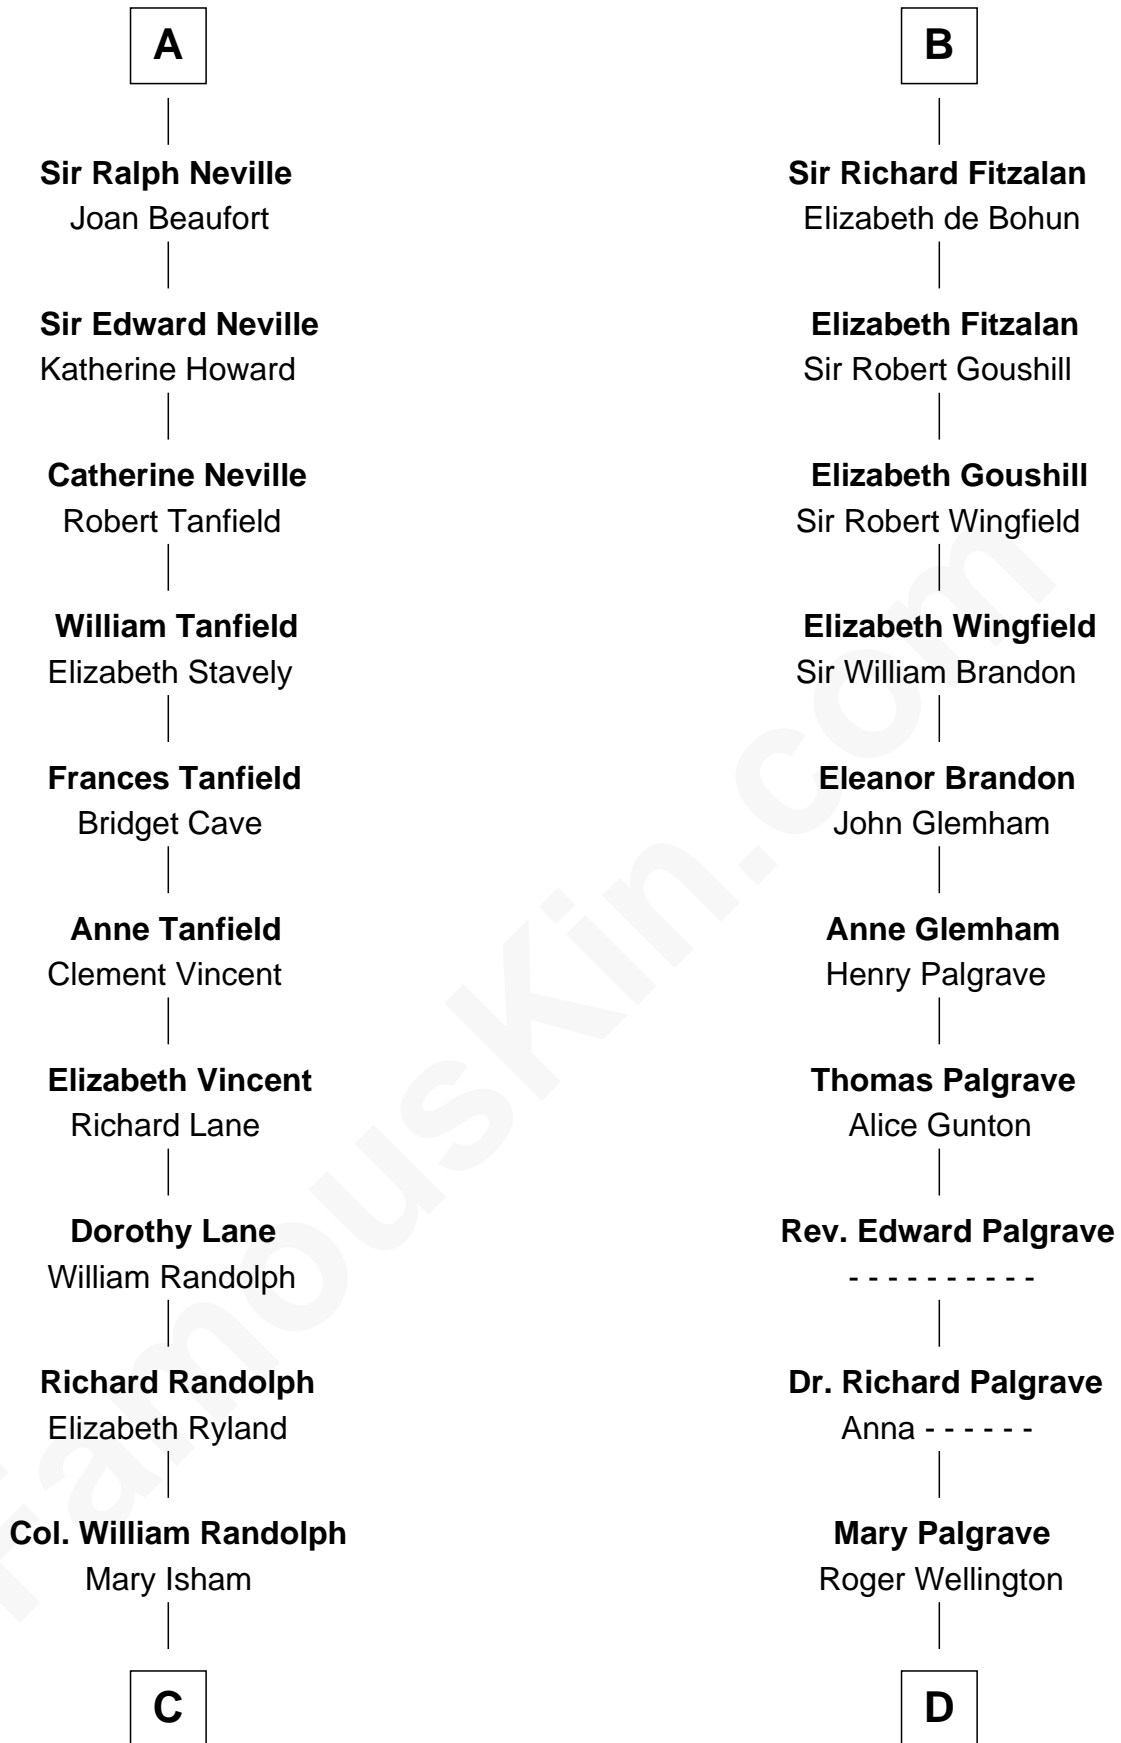 A
Sir Ralph Neville
Joan Beaufort
Sir Edward Neville
Katherine Howard
Catherine Neville
Robert Tanfield
William Tanfield
Elizabeth Stavely
Frances Tanfield
Bridget Cave
Anne Tanfield
Clement Vincent
Elizabeth Vincent
Richard Lane
Dorothy Lane
William Randolph
Richard Randolph
Elizabeth Ryland
Col. William Randolph
Mary Isham
C
B
Sir Richard Fitzalan
Elizabeth de Bohun
Elizabeth Fitzalan
Sir Robert Goushill
Elizabeth Goushill
Sir Robert Wingfield
Elizabeth Wingfield
Sir William Brandon
Eleanor Brandon
John Glemham
Anne Glemham
Henry Palgrave
Thomas Palgrave
Alice Gunton
Rev. Edward Palgrave
- - - - - - - - - -
Dr. Richard Palgrave
Anna - - - - - -
Mary Palgrave
Roger Wellington
D
FamousKin.com